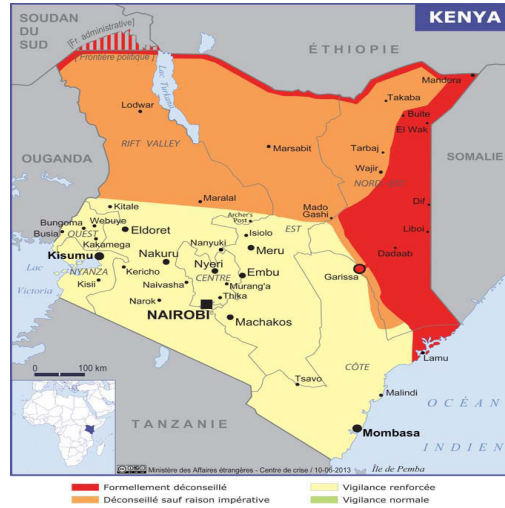 SOUDAN
DU
SUD
[Fr. administrative]
[Frontière politique]
KENYA
ÉTHIOPIE
Lac Turkana
Mandera
Takaba
Lodwar
Buite
El Wak
RIFT VALLEY
Marsabit
Tarbaj
OUGANDA
Wajir
SOMALIE
Maralal
Mado
Gashi
Dif
Kitale
Archer's
Post
EST
Bungoma
Webuye
OUEST
Eldoret
Isiolo
Liboi
Busia
Kakamega
Nanyuki
Meru
Dadaab
Kisumu
Nakuru
Nyeri
NYANZA
Kericho
CENTRE
Embu
Garissa
Lac
Victoria
Kisii
Naivasha
Murang'a
Narok
Thika
NAIROBI
Machakos
Lamu
0 100 km
Tsavo
CÔTE
Malindi
OCÉAN
TANZANIE
Mombasa
INDIEN
Ministère des Affaires étrangères - Centre de crise / 10-06-2013
Île de Pemba
Formellement déconseillé
Vigilance renforcée
Déconseillé sauf raison impérative
Vigilance normale